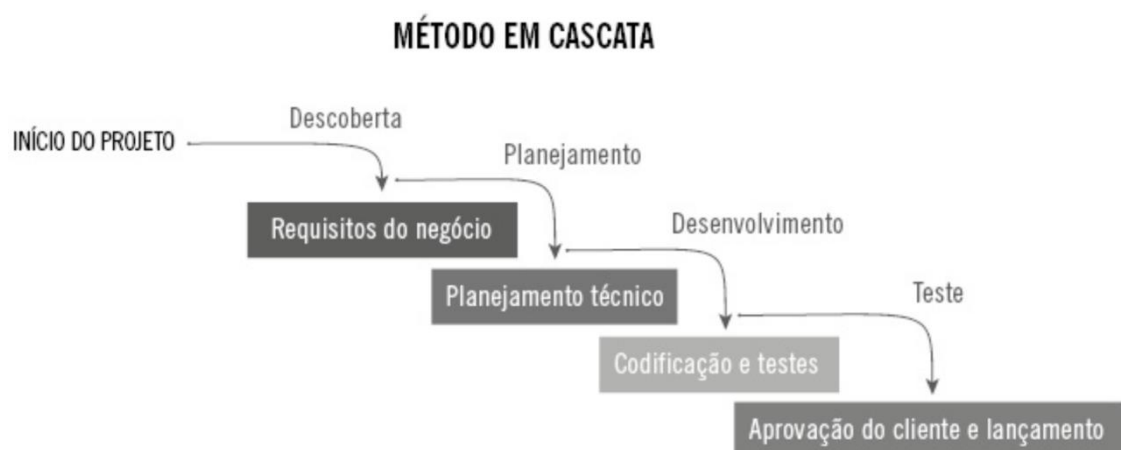 MÉTODO EM CASCATA
INÍCIO DO PROJETO
Descoberta
Requisitos do negócio
Planejamento
Planejamento técnico
Desenvolvimento
Codificação e testes
Teste
Aprovação do cliente e lançamento